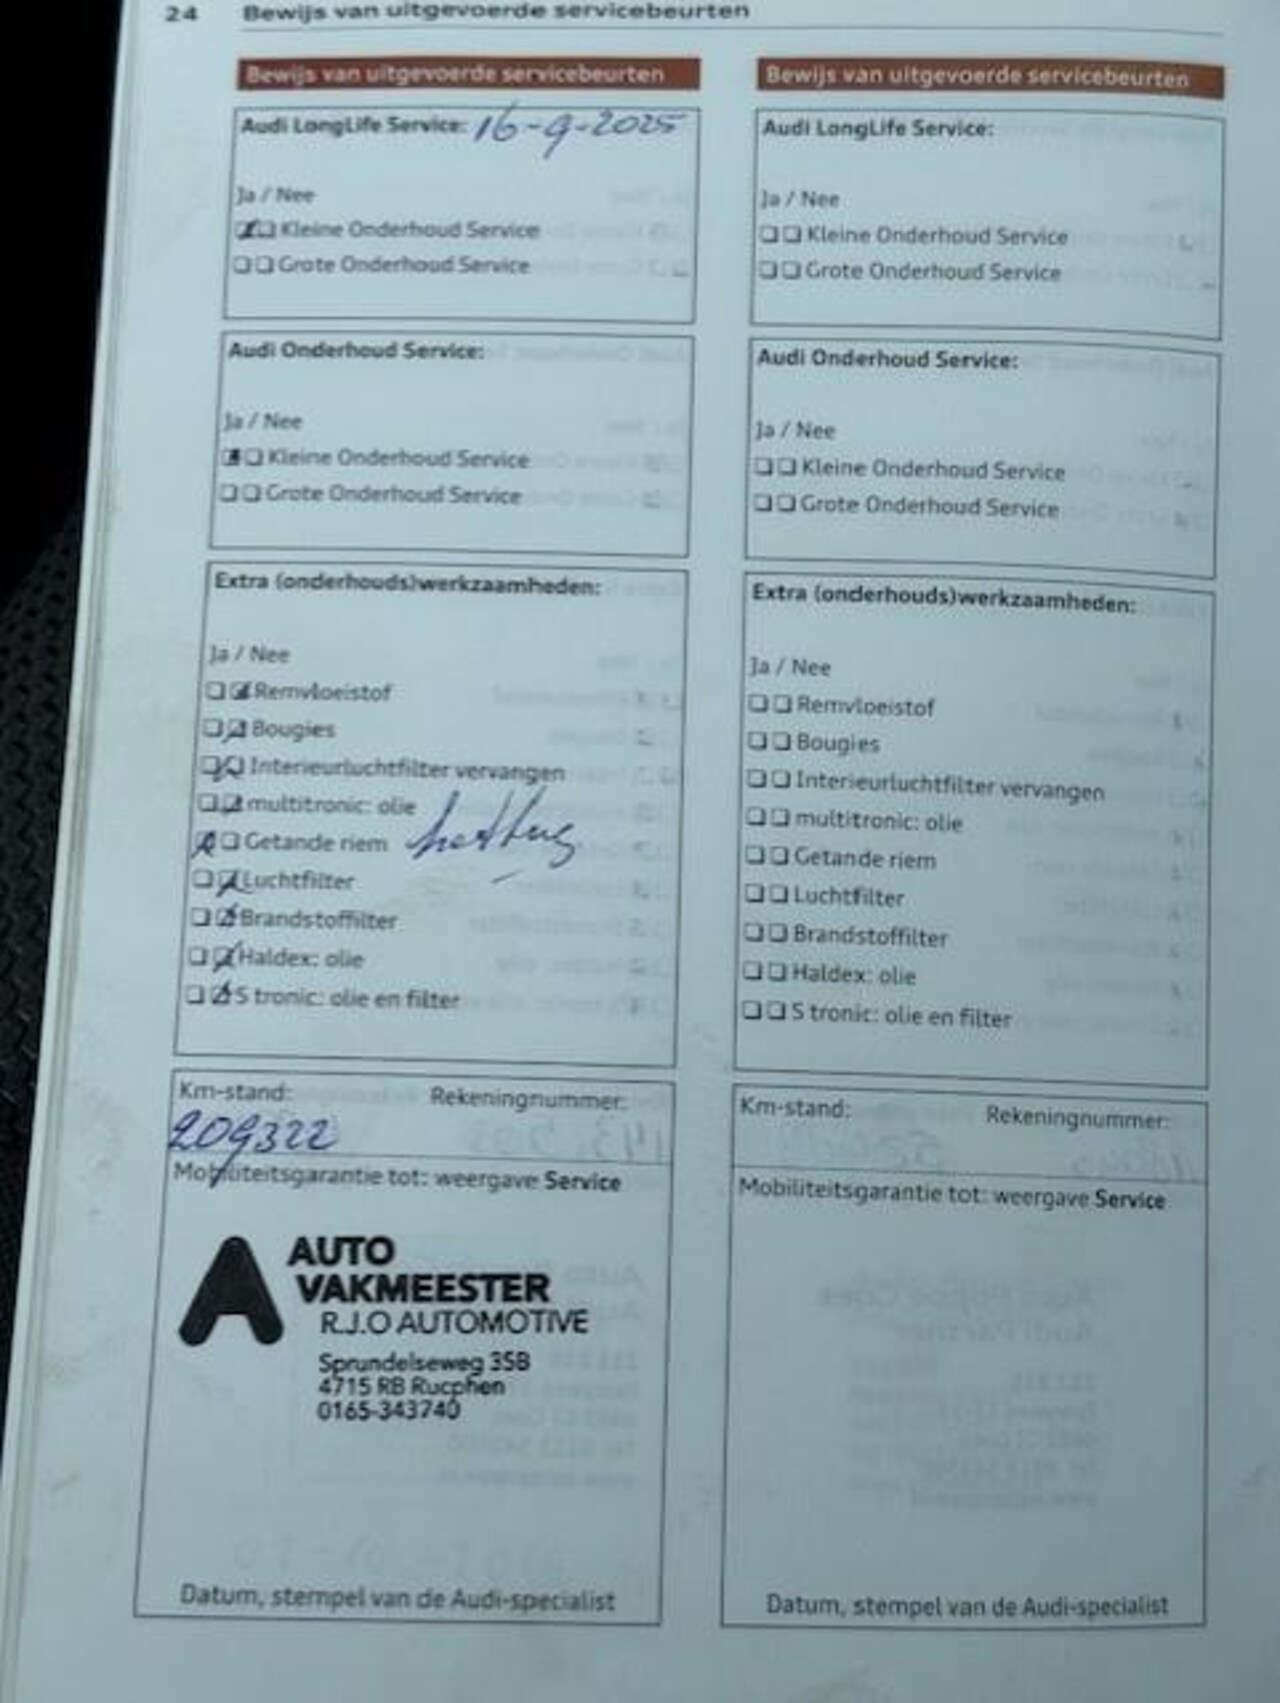 24 Bewijs van uitgevoerde servicebeurten
Bewijs van uitgevoerde servicebeurten
Audi LongLife Service: 16-9-2025
Ja / Nee
Kleine Onderhoud Service
Grote Onderhoud Service
Audi Onderhoud Service:
Ja / Nee
Kleine Onderhoud Service
Grote Onderhoud Service
Extra (onderhouds)werkzaamheden:
Ja / Nee
Remvloeistof
Bougies
Interieurluchtfilter vervangen
multitronic: olie
Getande riem
Luchtfilter
Brandstoffilter
Haldex: olie
S tronic: olie en filter
Km-stand: Rekeningnummer:
209322
Mobiliteitsgarantie tot: weergave Service
AUTO
VAKMEESTER
R.J.O AUTOMOTIVE
Sprundelseweg 35B
4715 RB Rucphen
0165-343740
Datum, stempel van de Audi-specialist
Bewijs van uitgevoerde servicebeurten
Audi LongLife Service:
Ja / Nee
Kleine Onderhoud Service
Grote Onderhoud Service
Audi Onderhoud Service:
Ja / Nee
Kleine Onderhoud Service
Grote Onderhoud Service
Extra (onderhouds)werkzaamheden:
Ja / Nee
Remvloeistof
Bougies
Interieurluchtfilter vervangen
multitronic: olie
Getande riem
Luchtfilter
Brandstoffilter
Haldex: olie
S tronic: olie en filter
Km-stand: Rekeningnummer:
Mobiliteitsgarantie tot: weergave Service
Datum, stempel van de Audi-specialist